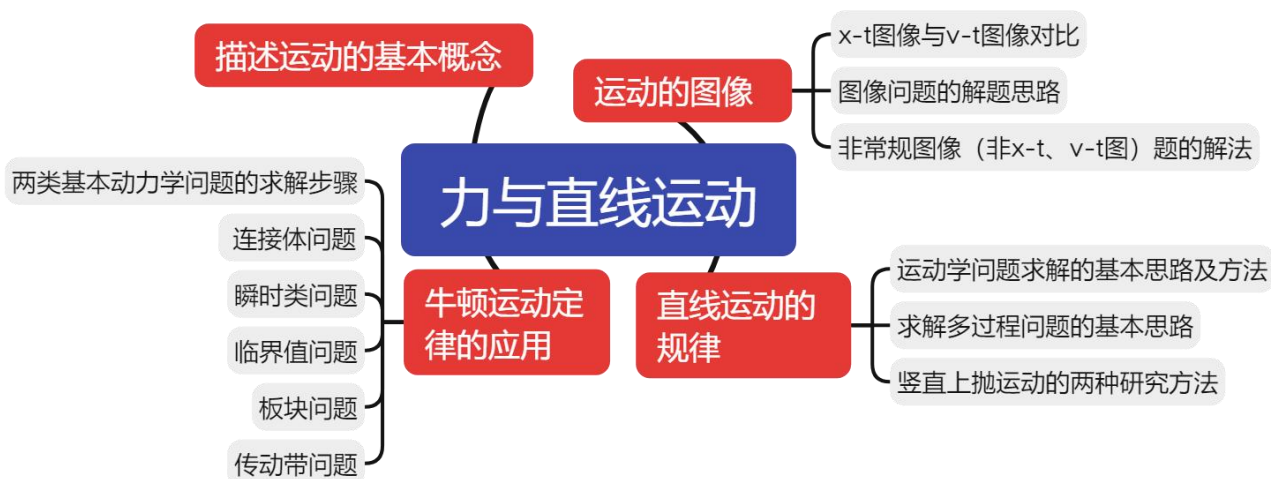 描述运动的基本概念
运动的图像
x-t图像与v-t图像对比
图像问题的解题思路
非常规图像（非x-t、v-t图）题的解法
力与直线运动
两类基本动力学问题的求解步骤
连接体问题
瞬时类问题
临界值问题
板块问题
传动带问题
牛顿运动定
律的应用
直线运动的
规律
运动学问题求解的基本思路及方法
求解多过程问题的基本思路
竖直上抛运动的两种研究方法